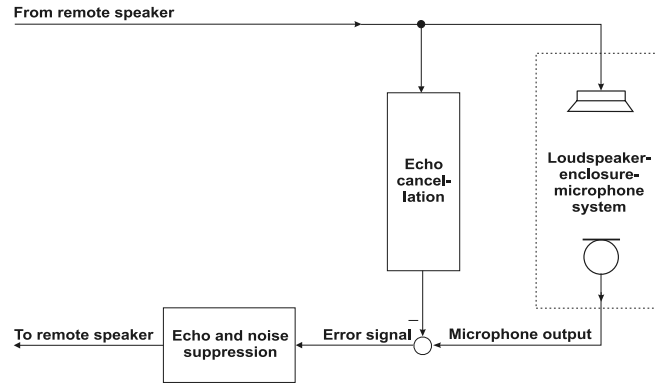 From remote speaker
Echo
cancel-
lation
Loudspeaker-
enclosure-
microphone
system
–
To remote speaker
Echo and noise
suppression
Error signal
Microphone output